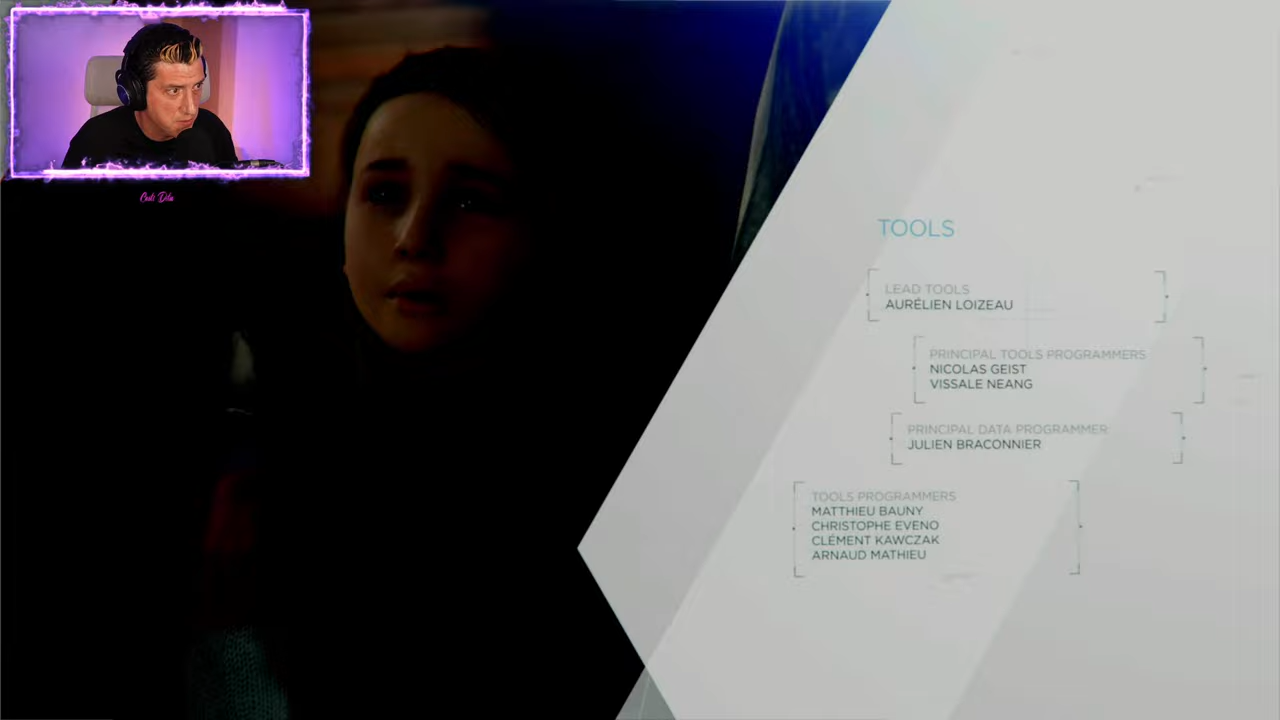 TOOLS
LEAD TOOLS
AURÉLIEN LOIZEAU
PRINCIPAL TOOLS PROGRAMMERS
NICOLAS GEIST
VISSALE NEANG
PRINCIPAL DATA PROGRAMMER
JULIEN BRACONNIER
TOOLS PROGRAMMERS
MATTHIEU BAUNY
CHRISTOPHE EVENO
CLÉMENT KAWCZAK
ARNAUD MATHIEU